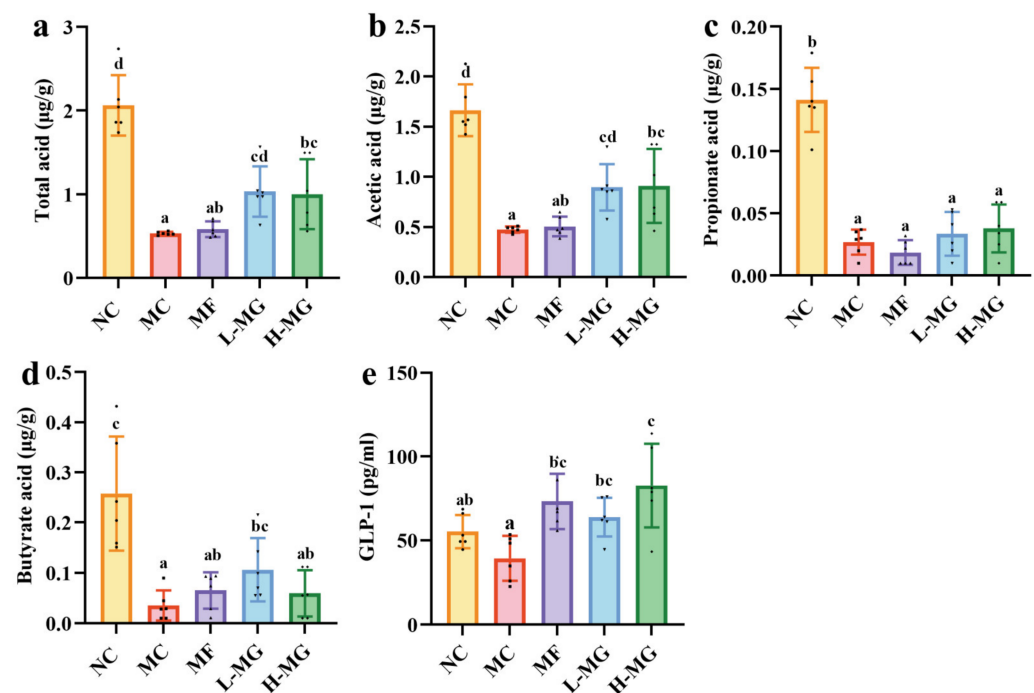 a
Total acid (μg/g)
3
2
1
0
d
a
ab
cd
bc
NC
MC
MF
L-MG
H-MG
b
Acetic acid (μg/g)
2.5
2.0
1.5
1.0
0.5
0.0
d
a
ab
cd
bc
NC
MC
MF
L-MG
H-MG
c
Propionate acid (μg/g)
0.20
0.15
0.10
0.05
0.00
b
a
a
a
a
NC
MC
MF
L-MG
H-MG
d
Butyrate acid (μg/g)
0.5
0.4
0.3
0.2
0.1
0.0
c
a
ab
bc
ab
NC
MC
MF
L-MG
H-MG
e
GLP-1 (pg/ml)
150
100
50
0
ab
a
bc
bc
c
NC
MC
MF
L-MG
H-MG